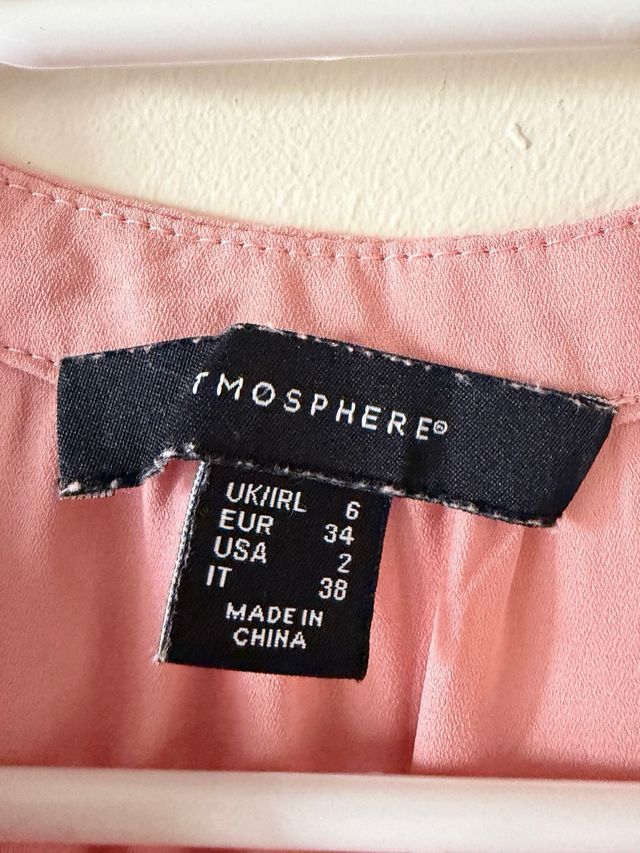 TMOSPHERE®
UK/IRL 6
EUR 34
USA 2
IT 38
MADE IN
CHINA